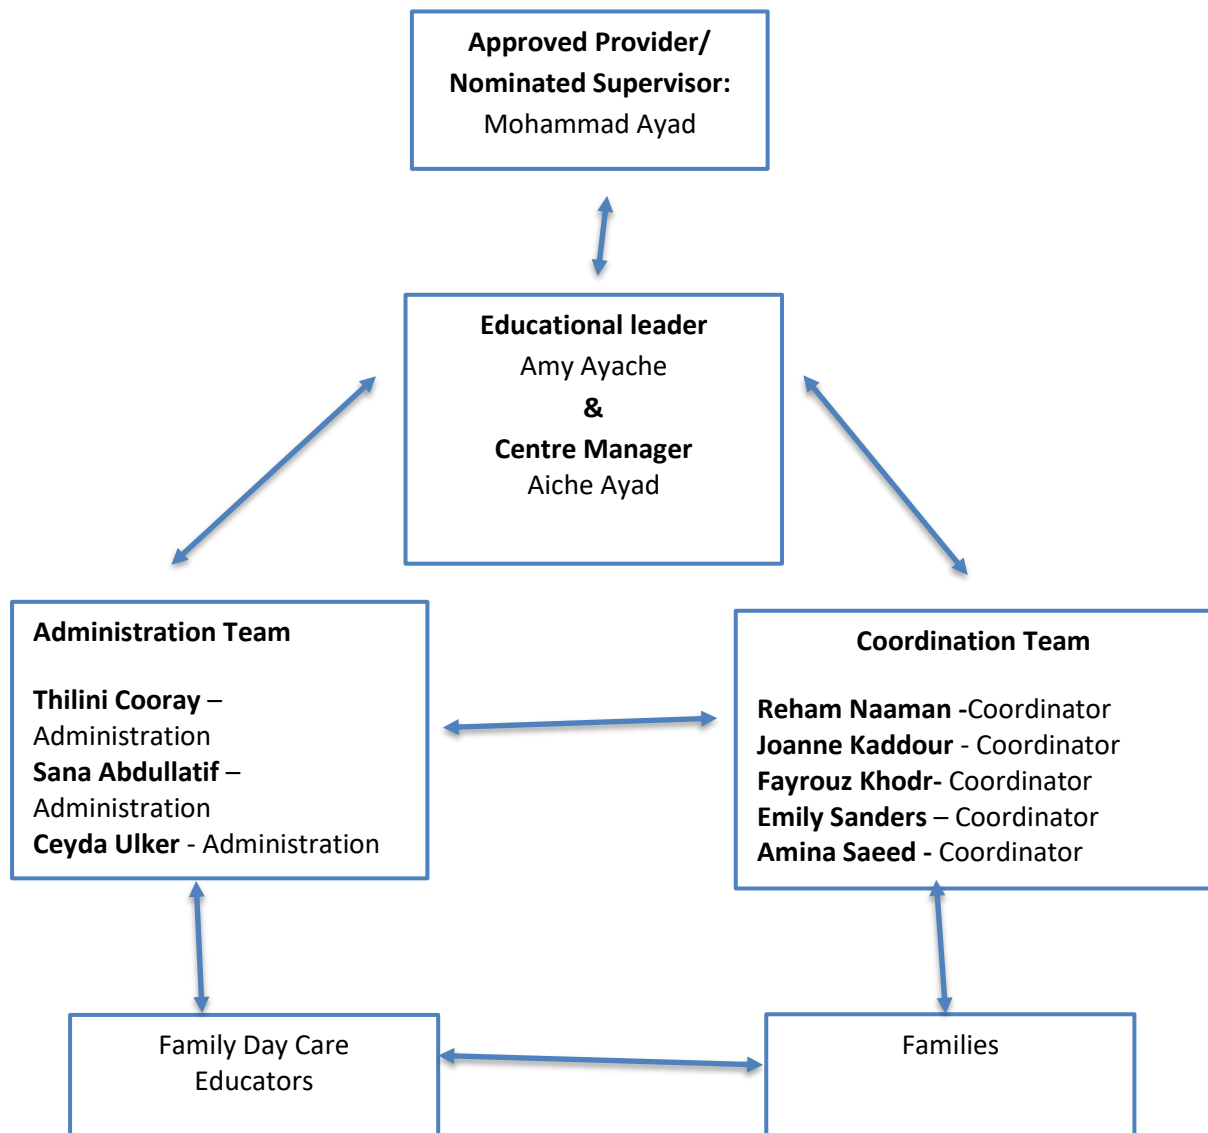 Approved Provider/
Nominated Supervisor:
Mohammad Ayad
Educational leader
Amy Ayache
&
Centre Manager
Aiche Ayad
Administration Team
Thilini Cooray –
Administration
Sana Abdullatif –
Administration
Ceyda Ulker - Administration
Coordination Team
Reham Naaman -Coordinator
Joanne Kaddour - Coordinator
Fayrouz Khodr- Coordinator
Emily Sanders – Coordinator
Amina Saeed - Coordinator
Family Day Care
Educators
Families